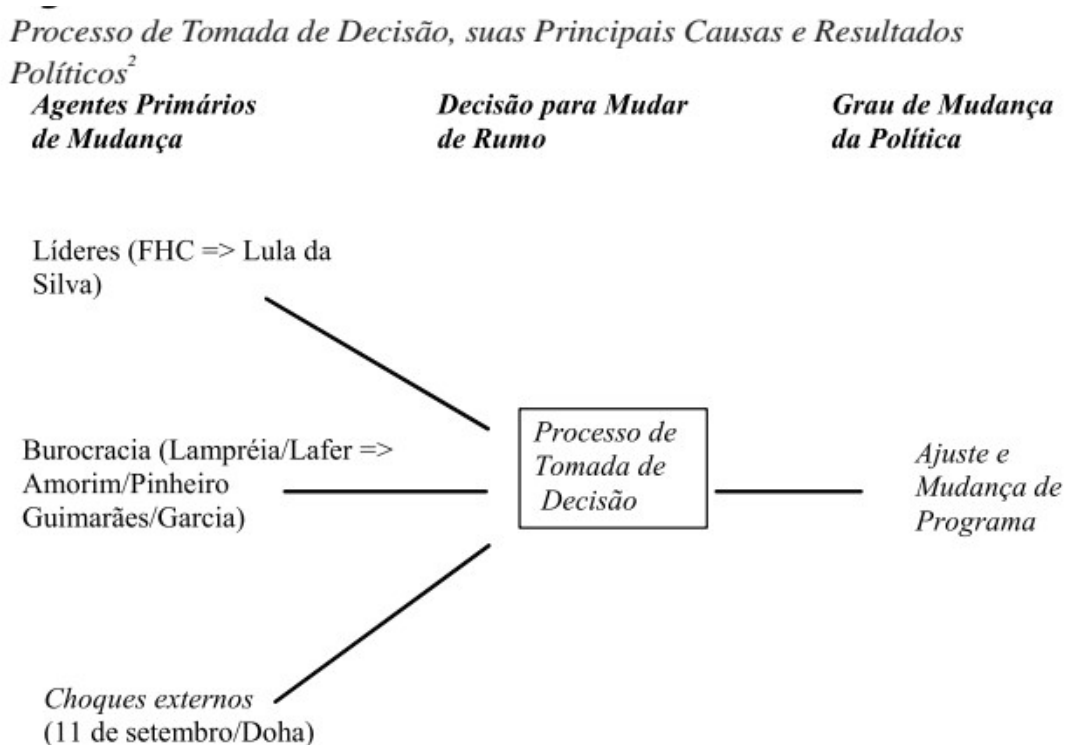 Processo de Tomada de Decisão, suas Principais Causas e Resultados
Políticos²
Agentes Primários
de Mudança
Decisão para Mudar
de Rumo
Grau de Mudança
da Política
Líderes (FHC => Lula da
Silva)
Burocracia (Lampréia/Lafer =>
Amorim/Pinheiro
Guimarães/Garcia)
Processo de
Tomada de
Decisão
Ajuste e
Mudança de
Programa
Choques externos
(11 de setembro/Doha)